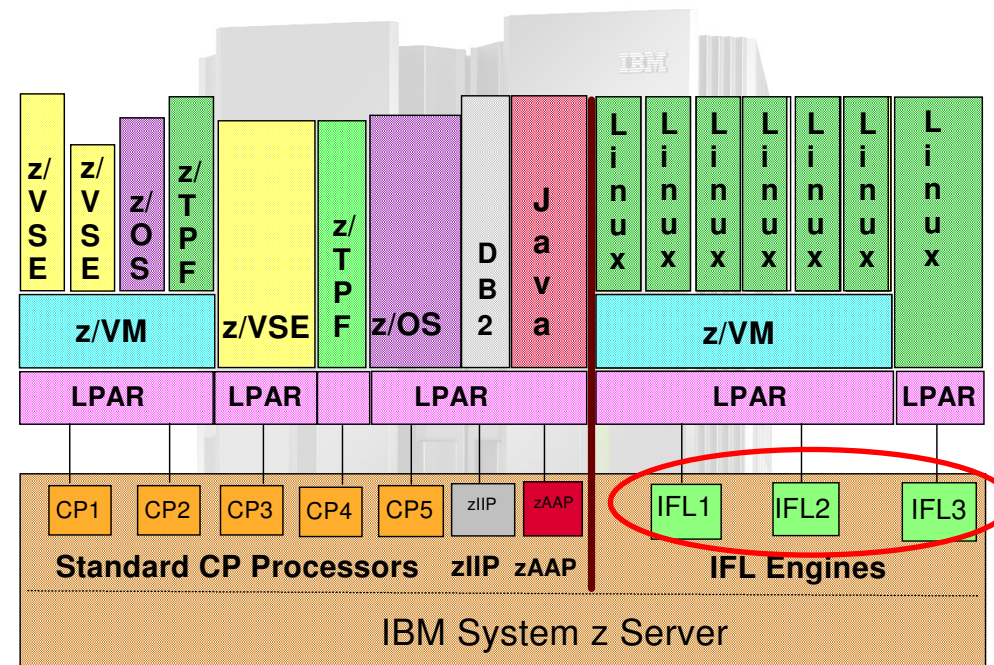 IBM
z/VSE
z/VSE
z/OS
z/TPF
z/VSE
z/TPF
z/OS
DB2
Java
Linux
Linux
Linux
Linux
Linux
Linux
Linux
z/VM
z/VM
LPAR
LPAR
LPAR
LPAR
LPAR
CP1
CP2
CP3
CP4
CP5
zIIP
zAAP
IFL1
IFL2
IFL3
Standard CP Processors
zIIP
zAAP
IFL Engines
IBM System z Server